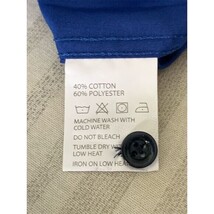 40% COTTON
60% POLYESTER
MACHINE WASH WITH
COLD WATER
DO NOT BLEACH
TUMBLE DRY WITH
LOW HEAT
IRON ON LOW HEAT